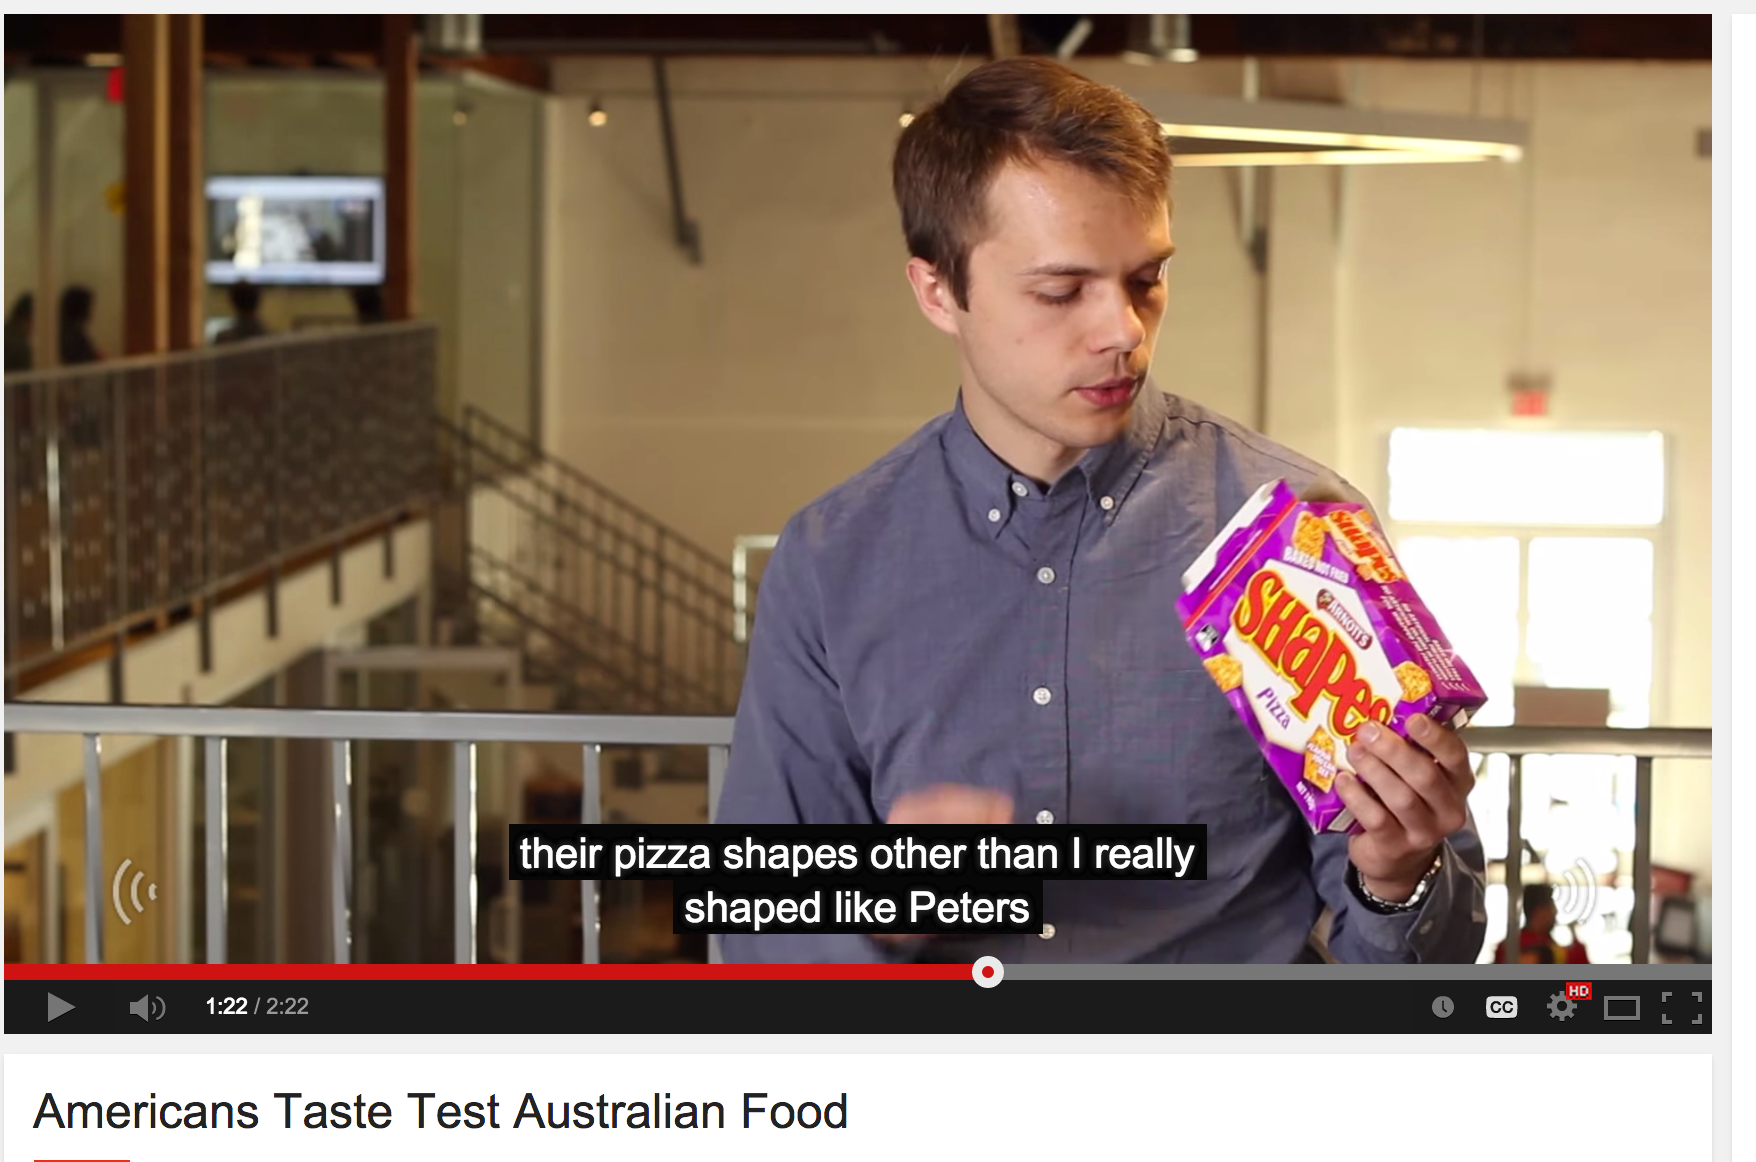 BAKED NOT FRIED
ARNOTT'S
SHAPES
PIZZA
SHAPES
their pizza shapes other than I really
shaped like Peters
1:22 / 2:22
CC
HD
Americans Taste Test Australian Food